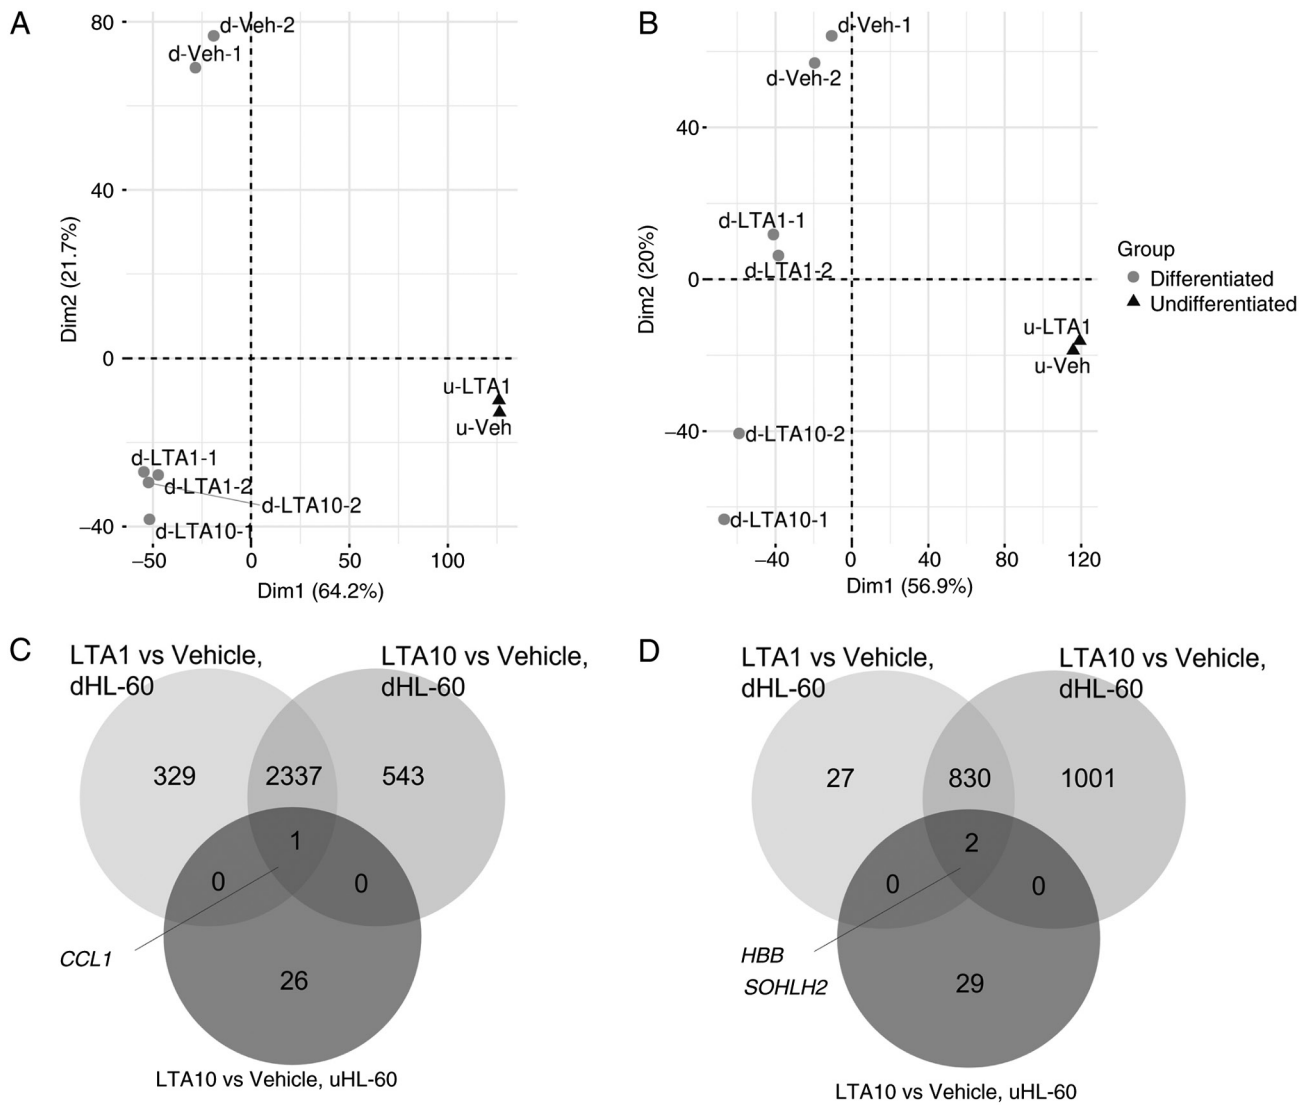 A
80
40
0
−40
Dim2 (21.7%)
d-Veh-2
d-Veh-1
u-LTA1
u-Veh
d-LTA1-1
d-LTA1-2
d-LTA10-2
d-LTA10-1
−50
0
50
100
Dim1 (64.2%)
B
40
0
−40
Dim2 (20%)
d-Veh-1
d-Veh-2
d-LTA1-1
d-LTA1-2
u-LTA1
u-Veh
d-LTA10-2
d-LTA10-1
−40
0
40
80
120
Dim1 (56.9%)
Group
Differentiated
Undifferentiated
C
LTA1 vs Vehicle,
dHL-60
LTA10 vs Vehicle,
dHL-60
329
2337
543
1
0
0
CCL1
26
LTA10 vs Vehicle, uHL-60
D
LTA1 vs Vehicle,
dHL-60
LTA10 vs Vehicle,
dHL-60
27
830
1001
2
0
0
HBB
SOHLH2
29
LTA10 vs Vehicle, uHL-60